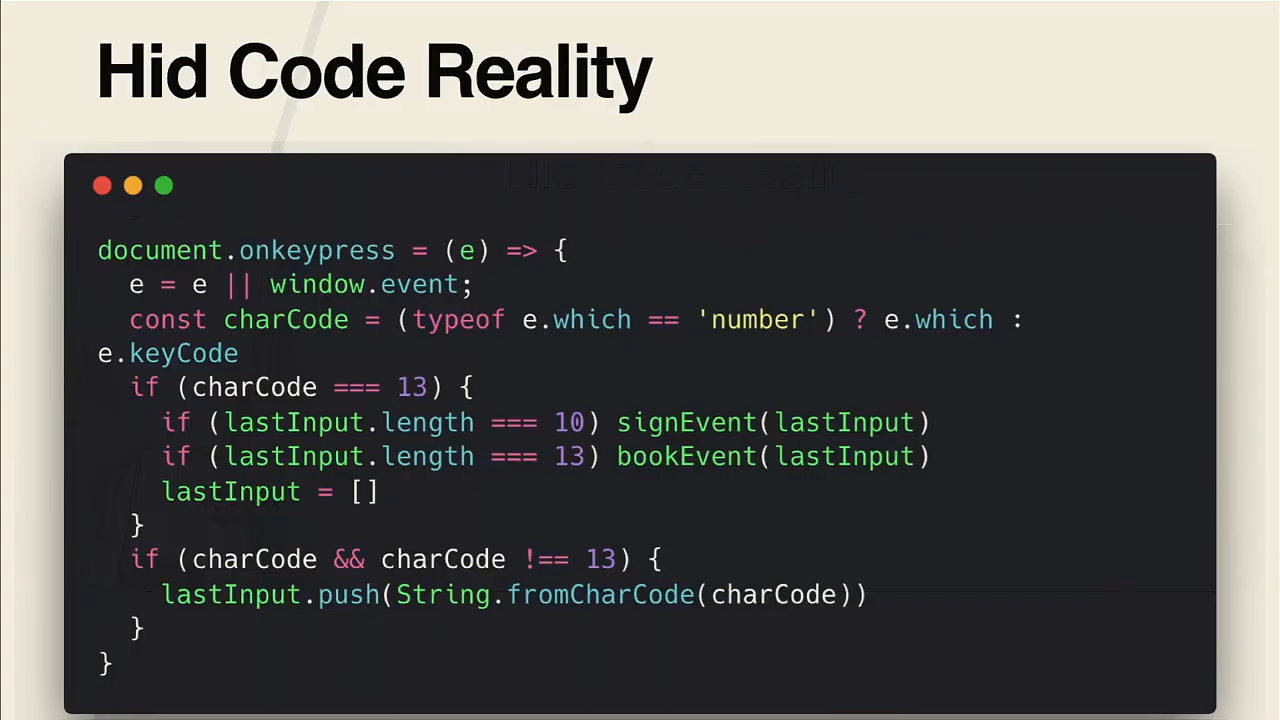 Hid Code Reality
document.onkeypress = (e) => {
  e = e || window.event;
  const charCode = (typeof e.which == 'number') ? e.which :
e.keyCode
  if (charCode === 13) {
    if (lastInput.length === 10) signEvent(lastInput)
    if (lastInput.length === 13) bookEvent(lastInput)
    lastInput = []
  }
  if (charCode && charCode !== 13) {
    lastInput.push(String.fromCharCode(charCode))
  }
}